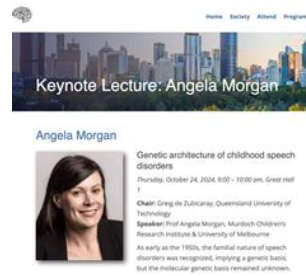 Home Society Attend Program
Keynote Lecture: Angela Morgan
Angela Morgan
Genetic architecture of childhood speech
disorders
Thursday, October 24, 2024, 9:00 – 10:00 am, Great Hall
1
Chair: Greig de Zubicaray, Queensland University of
Technology
Speaker: Prof Angela Morgan, Murdoch Children's
Research Institute & University of Melbourne
As early as the 1950s, the familial nature of speech
disorders was recognized, implying a genetic basis;
but the molecular genetic basis remained unknown.